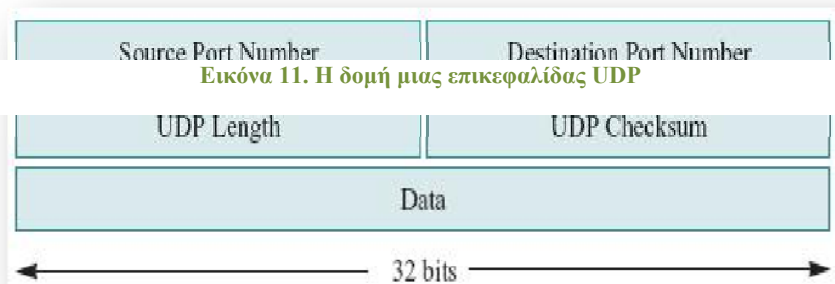 Source Port Number Destination Port Number
Εικόνα 11. Η δομή μιας επικεφαλίδας UDP
UDP Length UDP Checksum
Data
32 bits